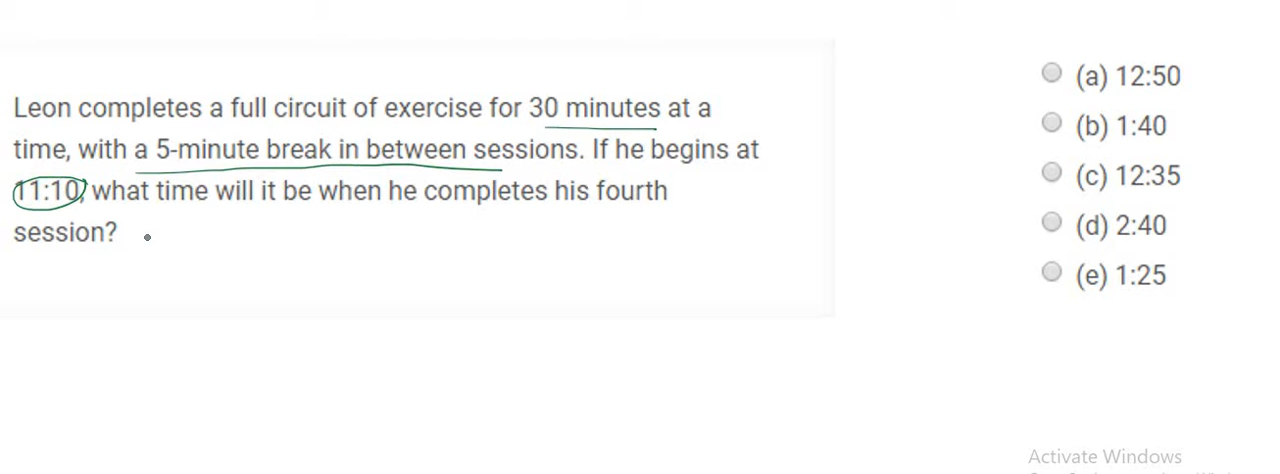 Leon completes a full circuit of exercise for 30 minutes at a
time, with a 5-minute break in between sessions. If he begins at
11:10, what time will it be when he completes his fourth
session?
(a) 12:50
(b) 1:40
(c) 12:35
(d) 2:40
(e) 1:25
Activate Windows